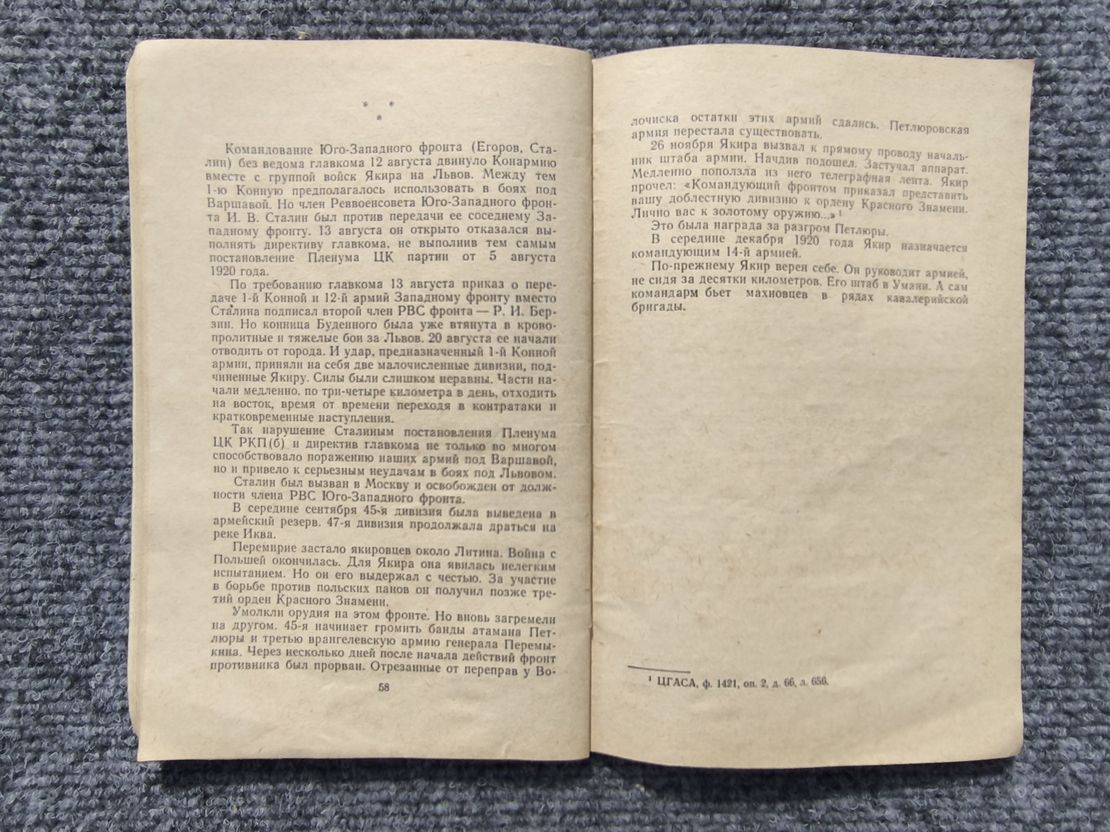 * *
*
Командование Юго-Западного фронта (Егоров, Ста-
лин) без ведома главкома 12 августа двинуло Конармию
вместе с группой войск Якира на Львов. Между тем
1-ю Конную предполагалось использовать в боях под
Варшавой. Но член Реввоенсовета Юго-Западного фрон-
та И. В. Сталин был против передачи ее соседнему За-
падному фронту. 13 августа он открыто отказался вы-
полнять директиву главкома, не выполнив тем самым
постановление Пленума ЦК партии от 5 августа
1920 года.
По требованию главкома 13 августа приказ о пере-
даче 1-й Конной и 12-й армий Западному фронту вместо
Сталина подписал второй член РВС фронта — Р. И. Бер-
зин. Но конница Буденного была уже втянута в крово-
пролитные и тяжелые бои за Львов. 20 августа ее начали
отводить от города. И удар, предназначенный 1-й Конной
армии, приняли на себя две малочисленные дивизии, под-
чиненные Якиру. Силы были слишком неравны. Части на-
чали медленно, по три-четыре километра в день, отходить
на восток, время от времени переходя в контратаки и
кратковременные наступления.
Так нарушение Сталиным постановления Пленума
ЦК РКП(б) и директив главкома не только во многом
способствовало поражению наших армий под Варшавой,
но и привело к серьезным неудачам в боях под Львовом.
Сталин был вызван в Москву и освобожден от долж-
ности члена РВС Юго-Западного фронта.
В середине сентября 45-я дивизия была выведена в
армейский резерв. 47-я дивизия продолжала драться на
реке Иква.
Перемирие застало якировцев около Литина. Война с
Польшей окончилась. Для Якира она явилась нелегким
испытанием. Но он его выдержал с честью. За участие
в борьбе против польских панов он получил позже тре-
тий орден Красного Знамени.
Умолкли орудия на этом фронте. Но вновь загремели
на другом. 45-я начинает громить банды атамана Пет-
люры и третью врангелевскую армию генерала Перемы-
кина. Через несколько дней после начала действий фронт
противника был прорван. Отрезанные от переправ у Во-
58
лочиска остатки этих армий сдались. Петлюровская
армия перестала существовать.
26 ноября Якира вызвал к прямому проводу началь-
ник штаба армии. Начдив подошел. Застучал аппарат.
Медленно поползла из него телеграфная лента. Якир
прочел: «Командующий фронтом приказал представить
вашу доблестную дивизию к ордену Красного Знамени.
Лично вас к золотому оружию...» ¹
Это была награда за разгром Петлюры.
В середине декабря 1920 года Якир назначается
командующим 14-й армией.
По-прежнему Якир верен себе. Он руководит армией,
не сидя за десятки километров. Его штаб в Умани. А сам
командарм бьет махновцев в рядах кавалерийской
бригады.
¹ ЦГАСА, ф. 1421, оп. 2, д. 66, л. 656.